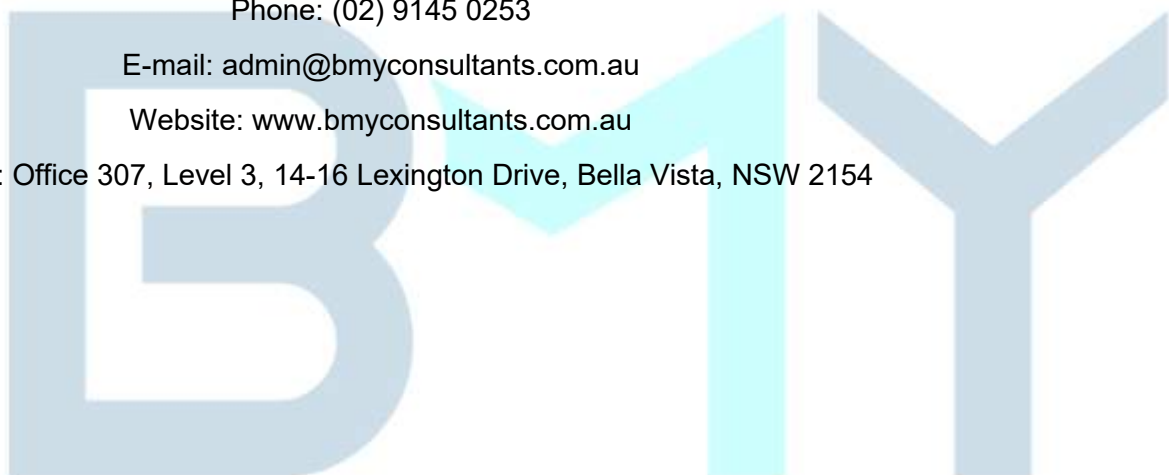 Phone: (02) 9145 0253
E-mail: admin@bmyconsultants.com.au
Website: www.bmyconsultants.com.au
: Office 307, Level 3, 14-16 Lexington Drive, Bella Vista, NSW 2154
BMY